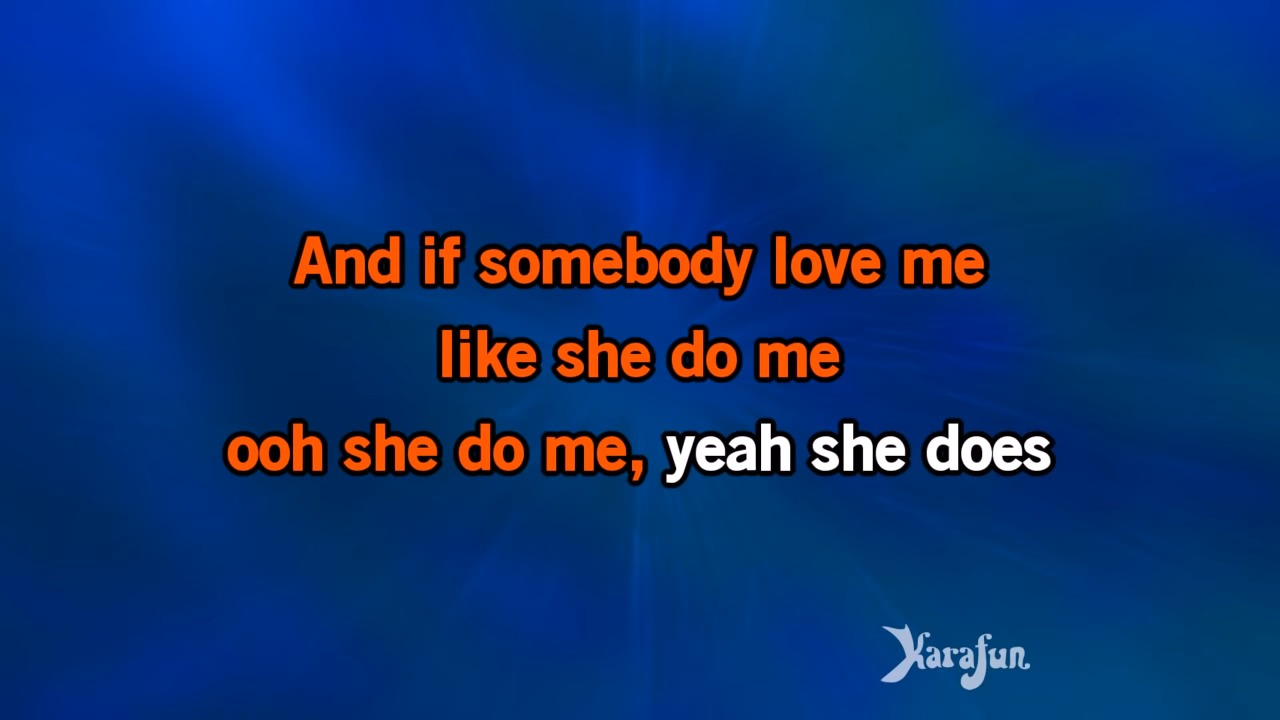 And if somebody love me
like she do me
ooh she do me, yeah she does
Karafun